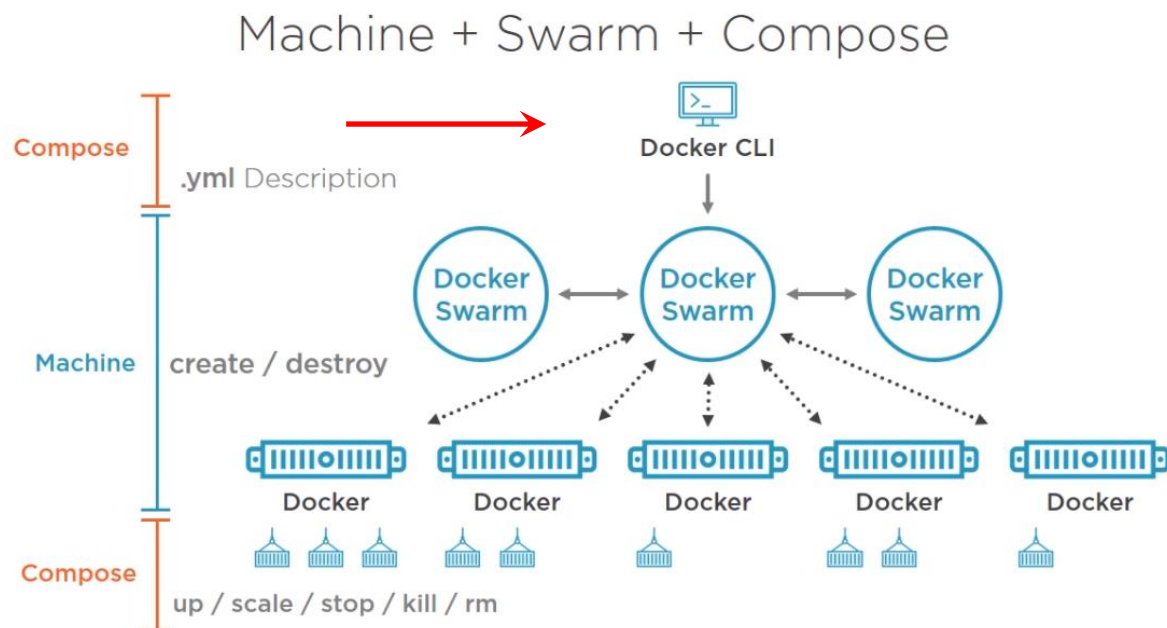 Machine + Swarm + Compose
>_
Compose
Docker CLI
.yml Description
Docker Swarm
Docker Swarm
Docker Swarm
Machine
create / destroy
Docker
Docker
Docker
Docker
Docker
Compose
up / scale / stop / kill / rm